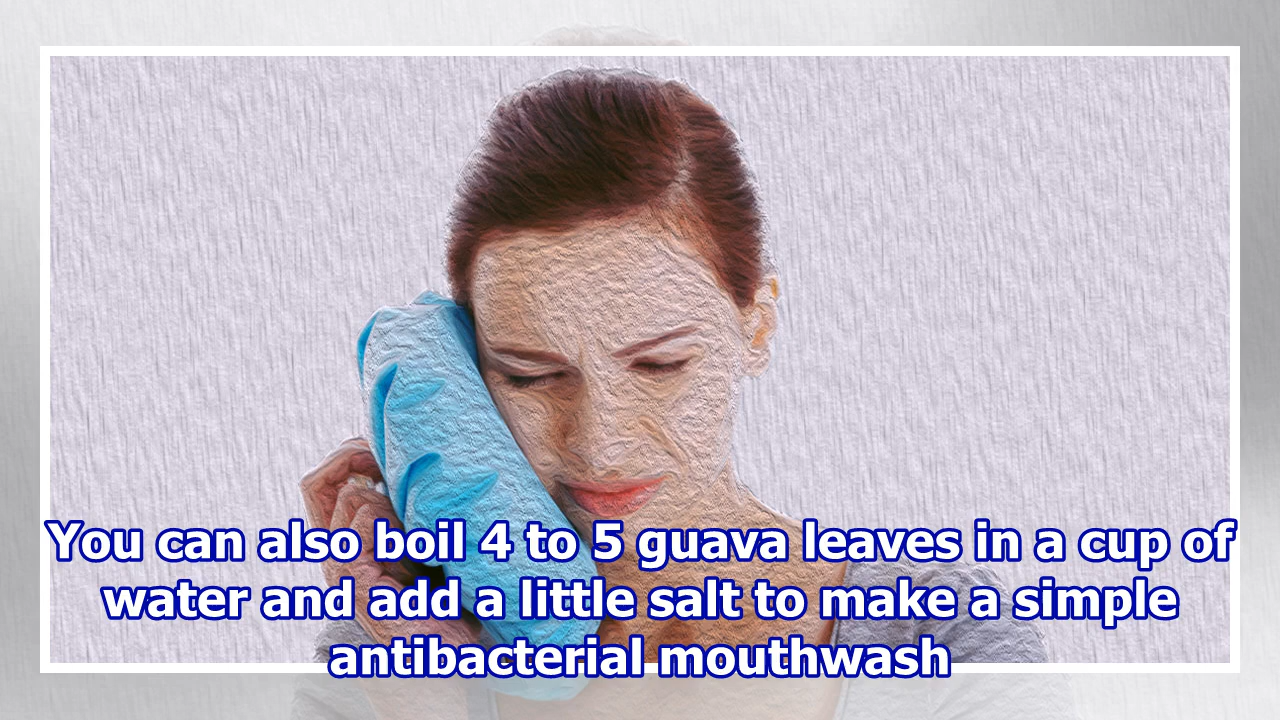 You can also boil 4 to 5 guava leaves in a cup of
water and add a little salt to make a simple
antibacterial mouthwash